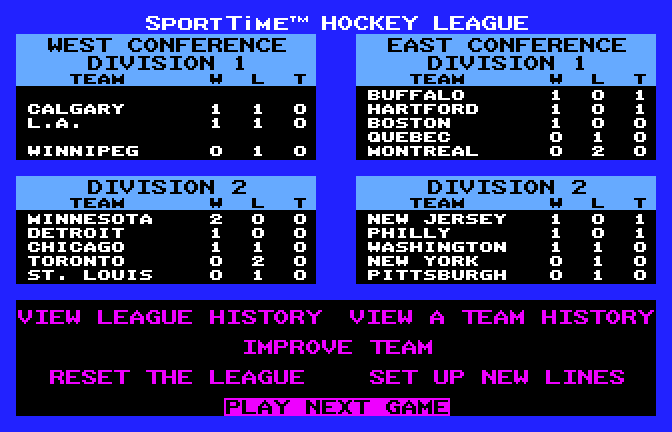 SPORTTIME™ HOCKEY LEAGUE
WEST CONFERENCE
DIVISION 1
TEAM W L T
CALGARY 1 1 0
L.A. 1 1 0
WINNIPEG 0 1 0
EAST CONFERENCE
DIVISION 1
TEAM W L T
BUFFALO 1 0 1
HARTFORD 1 0 1
BOSTON 1 0 0
QUEBEC 0 1 0
MONTREAL 0 2 0
DIVISION 2
TEAM W L T
MINNESOTA 2 0 0
DETROIT 1 0 0
CHICAGO 1 1 0
TORONTO 0 2 0
ST. LOUIS 0 1 0
DIVISION 2
TEAM W L T
NEW JERSEY 1 0 1
PHILLY 1 0 1
WASHINGTON 1 1 0
NEW YORK 0 1 0
PITTSBURGH 0 1 0
VIEW LEAGUE HISTORY VIEW A TEAM HISTORY
IMPROVE TEAM
RESET THE LEAGUE SET UP NEW LINES
PLAY NEXT GAME